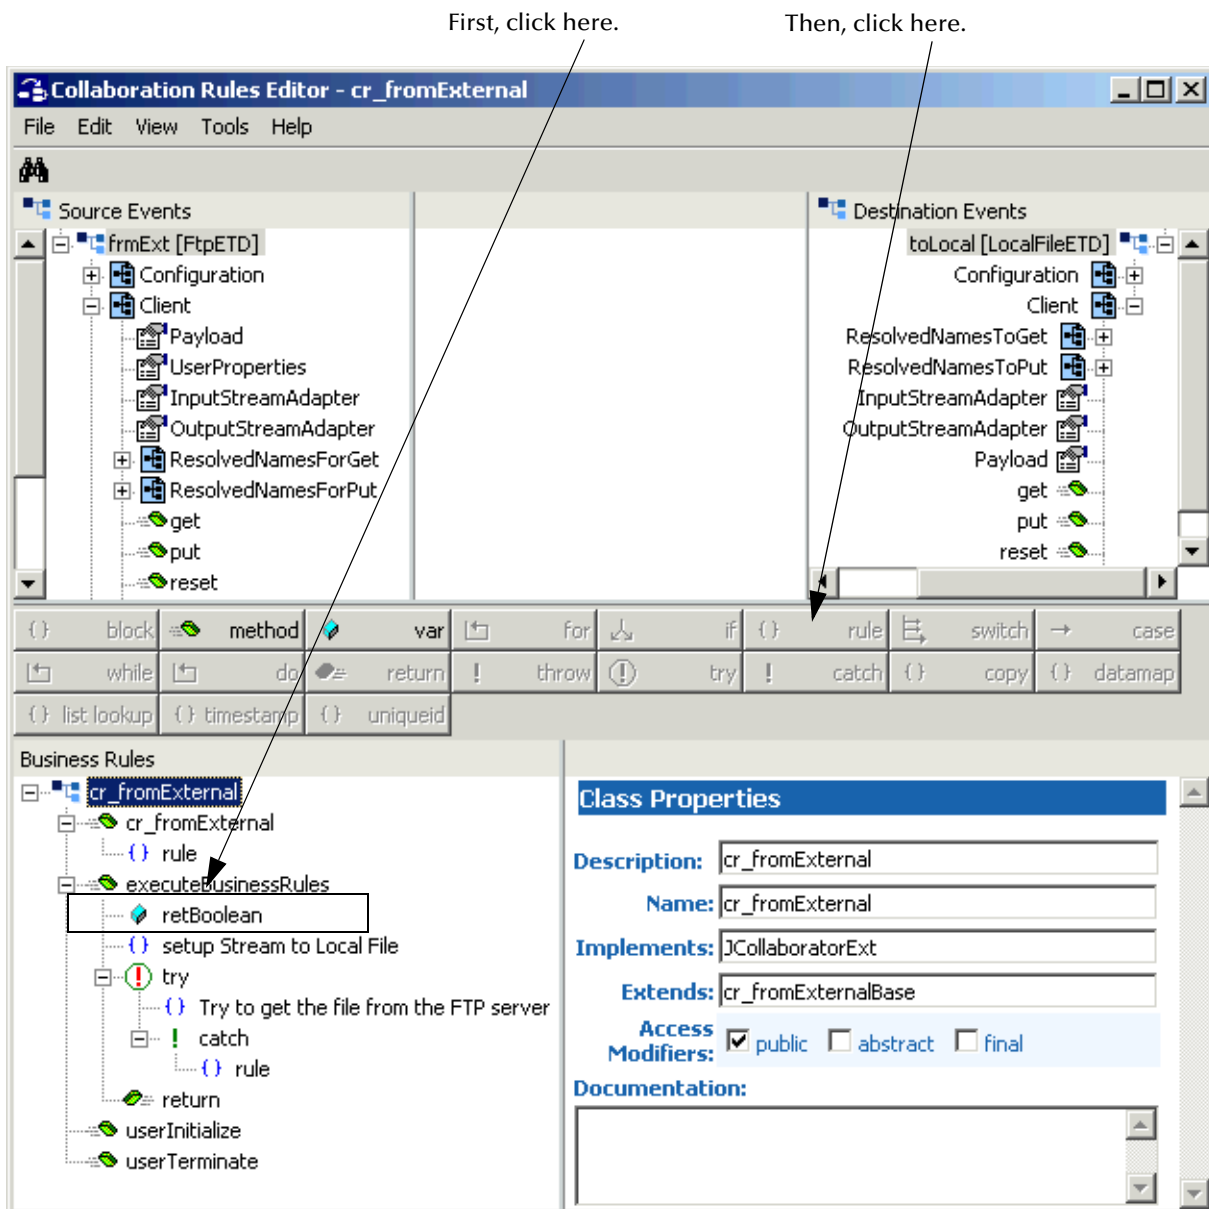 First, click here.
Then, click here.
Collaboration Rules Editor - cr_fromExternal
File Edit View Tools Help
Source Events
frmExt [FtpETD]
Configuration
Client
Payload
UserProperties
InputStreamAdapter
OutputStreamAdapter
ResolvedNamesForGet
ResolvedNamesForPut
get
put
reset
Destination Events
toLocal [LocalFileETD]
Configuration
Client
ResolvedNamesToGet
ResolvedNamesToPut
InputStreamAdapter
OutputStreamAdapter
Payload
get
put
reset
{} block method var for if {} rule switch case
while do return ! throw try ! catch {} copy {} datamap
{} list lookup {} timestamp {} uniqueid
Business Rules
cr_fromExternal
cr_fromExternal
{} rule
executeBusinessRules
retBoolean
{} setup Stream to Local File
! try
{} Try to get the file from the FTP server
! catch
{} rule
return
userInitialize
userTerminate
Class Properties
Description: cr_fromExternal
Name: cr_fromExternal
Implements: JCollaboratorExt
Extends: cr_fromExternalBase
Access Modifiers: public abstract final
Documentation: